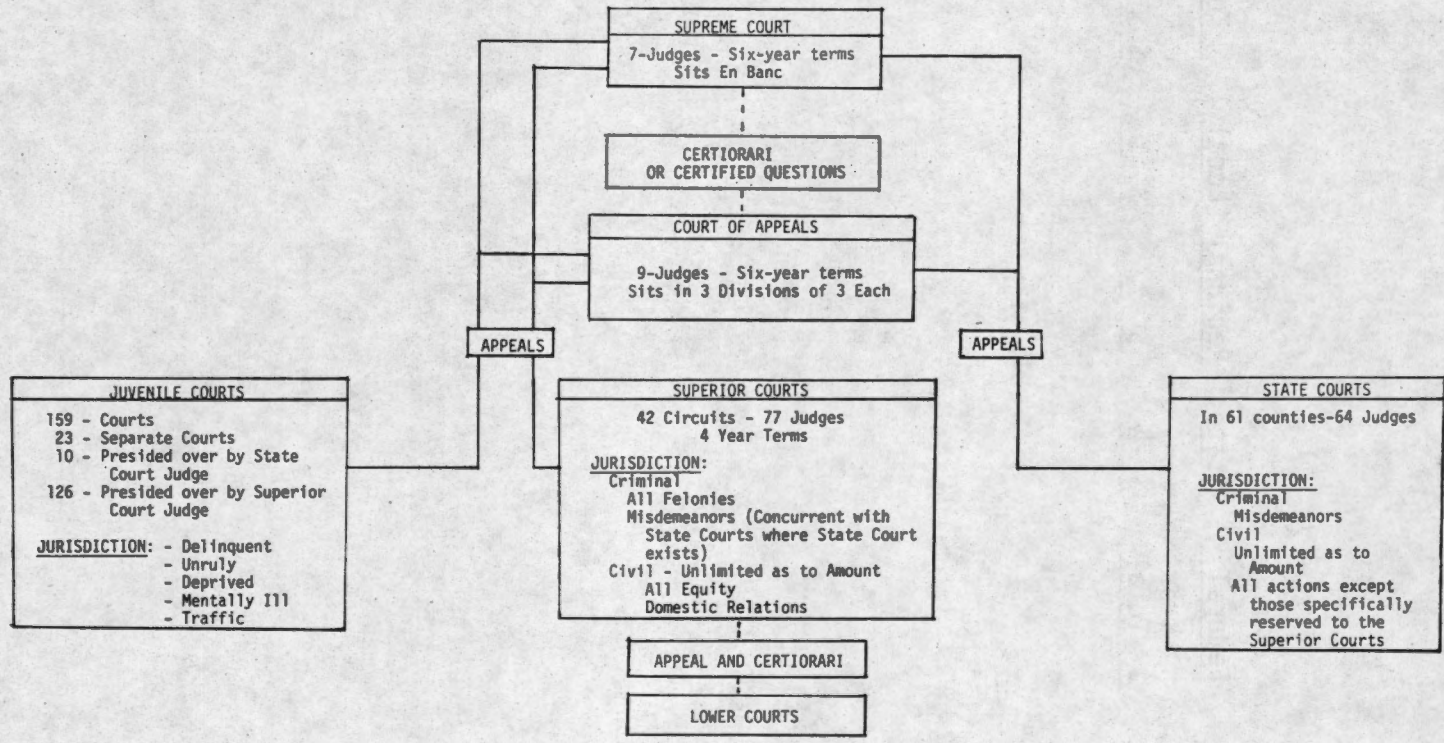 SUPREME COURT
7-Judges - Six-year terms
Sits En Banc
CERTIORARI
OR CERTIFIED QUESTIONS
COURT OF APPEALS
9-Judges - Six-year terms
Sits in 3 Divisions of 3 Each
APPEALS
APPEALS
JUVENILE COURTS
159 - Courts
23 - Separate Courts
10 - Presided over by State
Court Judge
126 - Presided over by Superior
Court Judge
JURISDICTION: - Delinquent
- Unruly
- Deprived
- Mentally Ill
- Traffic
SUPERIOR COURTS
42 Circuits - 77 Judges
4 Year Terms
JURISDICTION:
Criminal
All Felonies
Misdemeanors (Concurrent with
State Courts where State Court
exists)
Civil - Unlimited as to Amount
All Equity
Domestic Relations
STATE COURTS
In 61 counties-64 Judges
JURISDICTION:
Criminal
Misdemeanors
Civil
Unlimited as to
Amount
All actions except
those specifically
reserved to the
Superior Courts
APPEAL AND CERTIORARI
LOWER COURTS